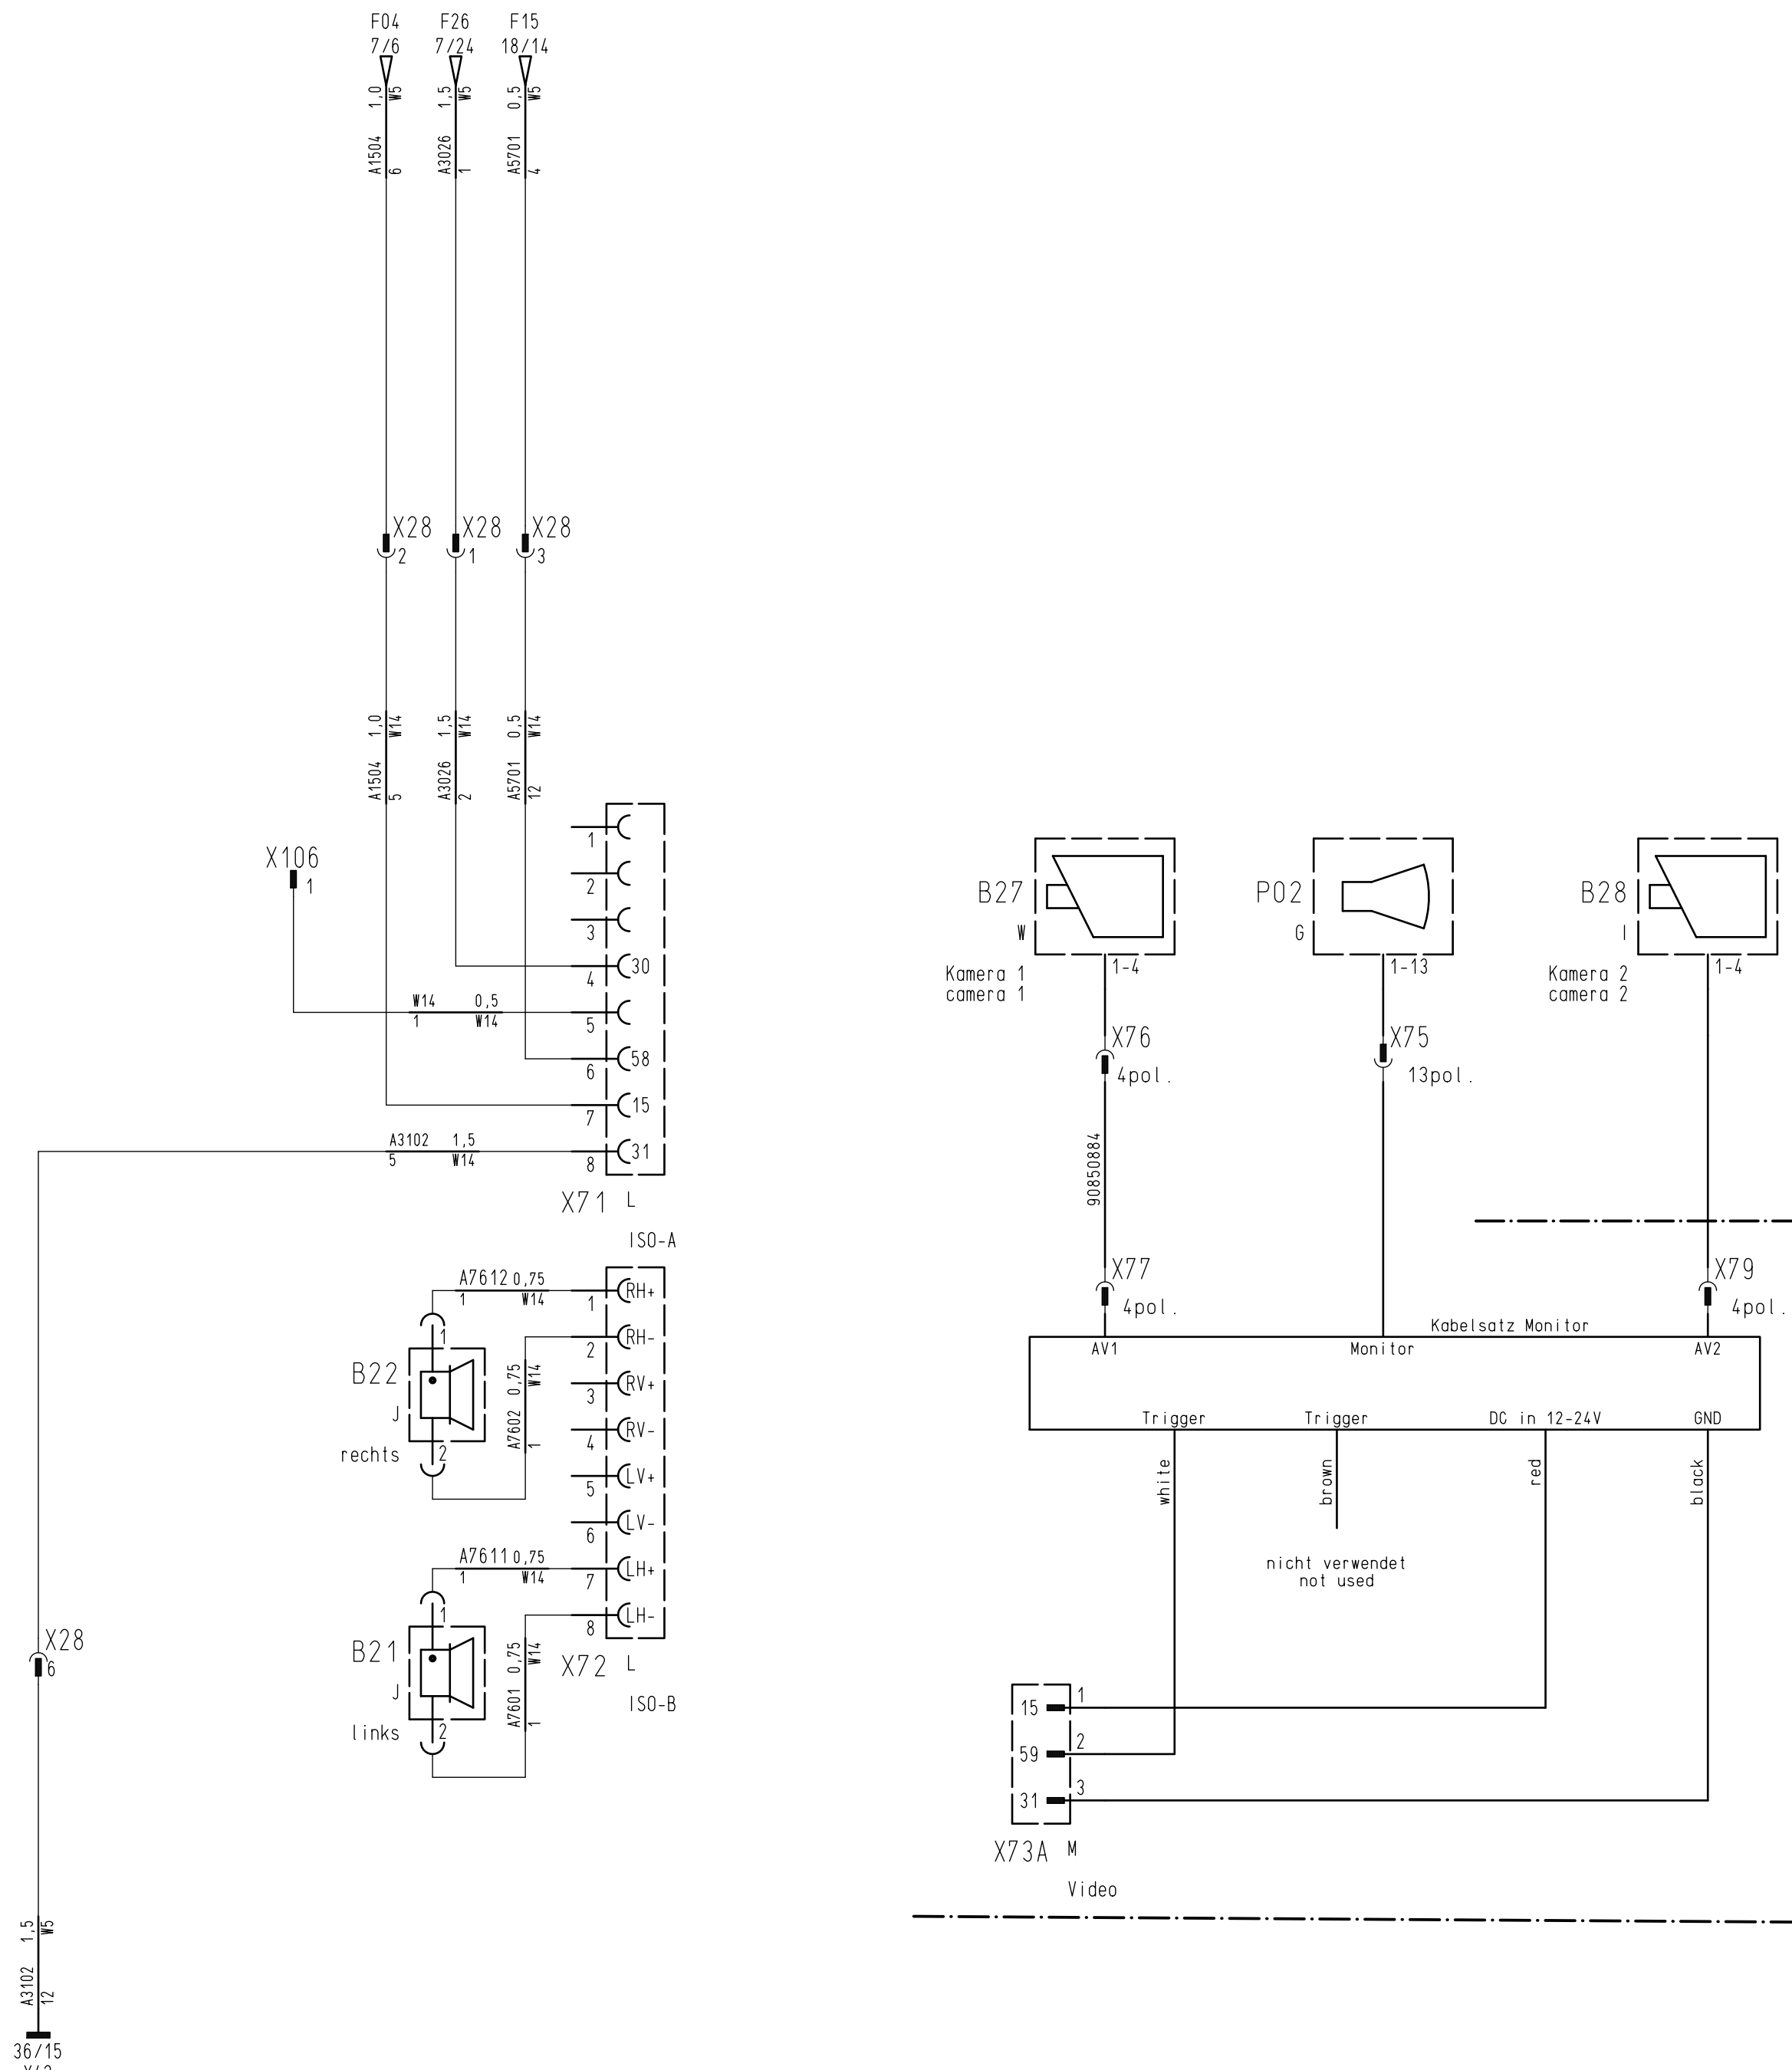 F04 F26 F15
7/6 7/24 18/14
A1504 1,0
6 W5
A3026 1,5
1 W5
A5701 0,5
4 W5
X28 X28 X28
2 1 3
A1504 1,0
5 W14
A3026 1,5
2 W14
A5701 0,5
12 W14
X106
1
1
2
3
4 30
W14 0,5
1 W14
5
6 58
7 15
A3102 1,5
5 W14
8 31
X71 L
ISO-A
A7612 0,75
1 W14
1 RH+
2 RH-
3 RV+
4 RV-
5 LV+
6 LV-
7 LH+
8 LH-
1
B22
J
rechts
2
A7602 0,75
1 W14
A7611 0,75
1 W14
1
B21
J
links
2
A7601 0,75
1 W14
X72 L
ISO-B
X28
6
A3102 1,5
12 W5
36/15
B27
W
1-4
Kamera 1
camera 1
P02
G
1-13
B28
I
1-4
Kamera 2
camera 2
X76
4pol.
X75
13pol.
90850884
X77
4pol.
X79
4pol.
Kabelsatz Monitor
AV1 Monitor AV2
Trigger Trigger DC in 12-24V GND
white
brown
red
black
nicht verwendet
not used
15 1
59 2
31 3
X73A M
Video